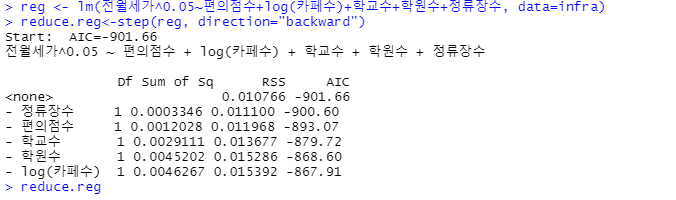 > reg <- lm(전월세가^0.05~편의점수+log(카페수)+학교수+학원수+정류장수, data=infra)
> reduce.reg<-step(reg, direction="backward")
Start:  AIC=-901.66
전월세가^0.05 ~ 편의점수 + log(카페수) + 학교수 + 학원수 + 정류장수
Df Sum of Sq      RSS     AIC
<none>                      0.010766 -901.66
- 정류장수     1 0.0003346 0.011100 -900.60
- 편의점수     1 0.0012028 0.011968 -893.07
- 학교수       1 0.0029111 0.013677 -879.72
- 학원수       1 0.0045202 0.015286 -868.60
- log(카페수)  1 0.0046267 0.015392 -867.91
> reduce.reg